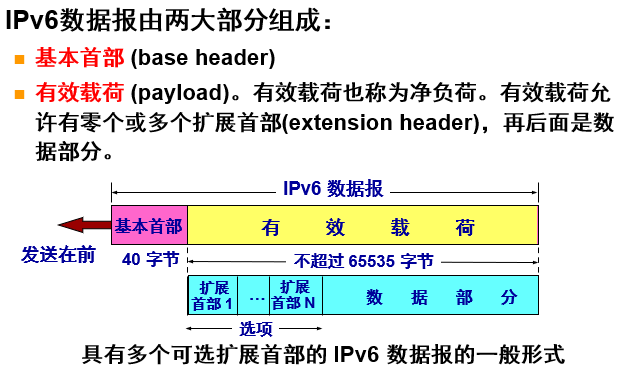 IPv6数据报由两大部分组成：
基本首部 (base header)
有效载荷 (payload)。有效载荷也称为净负荷。有效载荷允
许有零个或多个扩展首部(extension header)，再后面是数
据部分。
IPv6 数据报
基本首部 有 效 载 荷
发送在前 40 字节 不超过 65535 字节
扩展 … 扩展 数 据 部 分
首部 1 首部 N
选项
具有多个可选扩展首部的 IPv6 数据报的一般形式